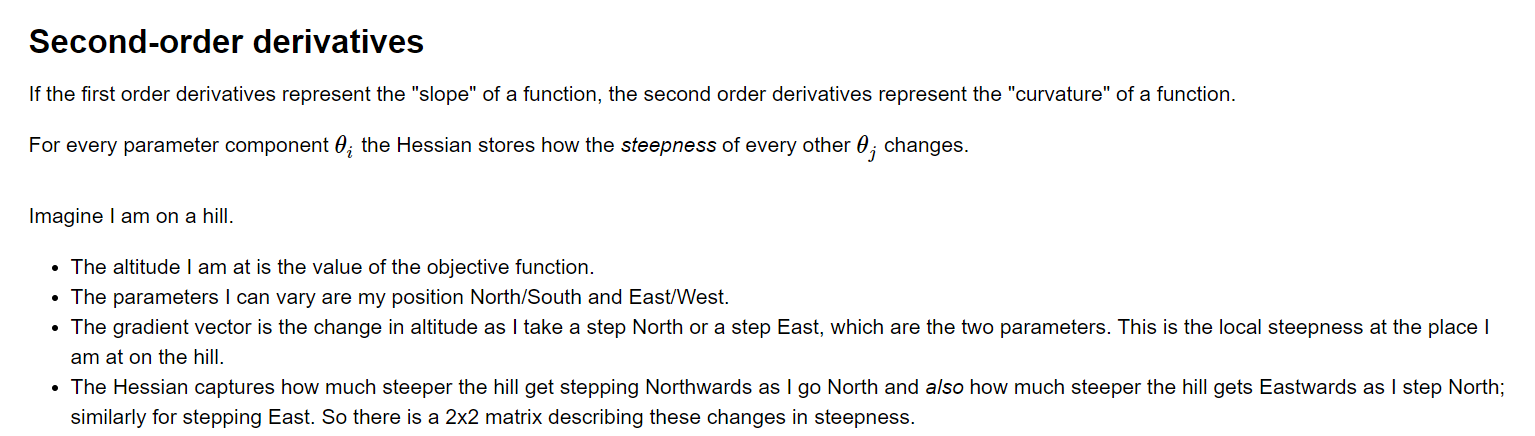 Second-order derivatives
If the first order derivatives represent the "slope" of a function, the second order derivatives represent the "curvature" of a function.
For every parameter component θᵢ the Hessian stores how the steepness of every other θⱼ changes.
Imagine I am on a hill.
• The altitude I am at is the value of the objective function.
• The parameters I can vary are my position North/South and East/West.
• The gradient vector is the change in altitude as I take a step North or a step East, which are the two parameters. This is the local steepness at the place I
am at on the hill.
• The Hessian captures how much steeper the hill get stepping Northwards as I go North and also how much steeper the hill gets Eastwards as I step North;
similarly for stepping East. So there is a 2x2 matrix describing these changes in steepness.